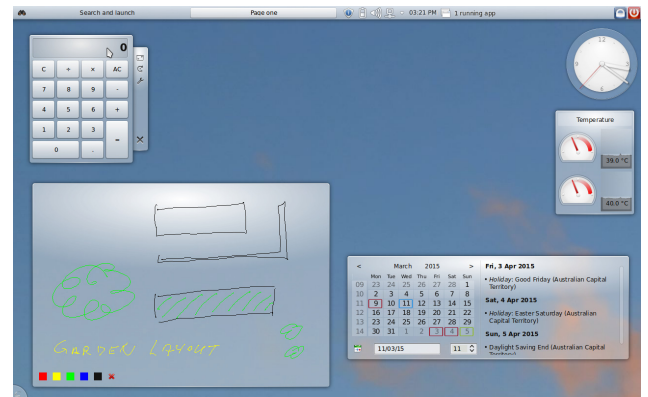 Search and launch
Page one
03:21 PM
1 running app
0
C ÷ × AC
7 8 9 -
4 5 6 +
1 2 3 =
0 .
12
Temperature
39.0 °C
40.0 °C
GARDEN LAYOUT
< March 2015 >
Mon Tue Wed Thu Fri Sat Sun
09 23 24 25 26 27 28 1
10 2 3 4 5 6 7 8
11 9 10 11 12 13 14 15
12 16 17 18 19 20 21 22
13 23 24 25 26 27 28 29
14 30 31 1 2 3 4 5
11/03/15 11
Fri, 3 Apr 2015
• Holiday: Good Friday (Australian Capital
Territory)
Sat, 4 Apr 2015
• Holiday: Easter Saturday (Australian
Capital Territory)
Sun, 5 Apr 2015
• Daylight Saving End (Australian Capital
Territory)